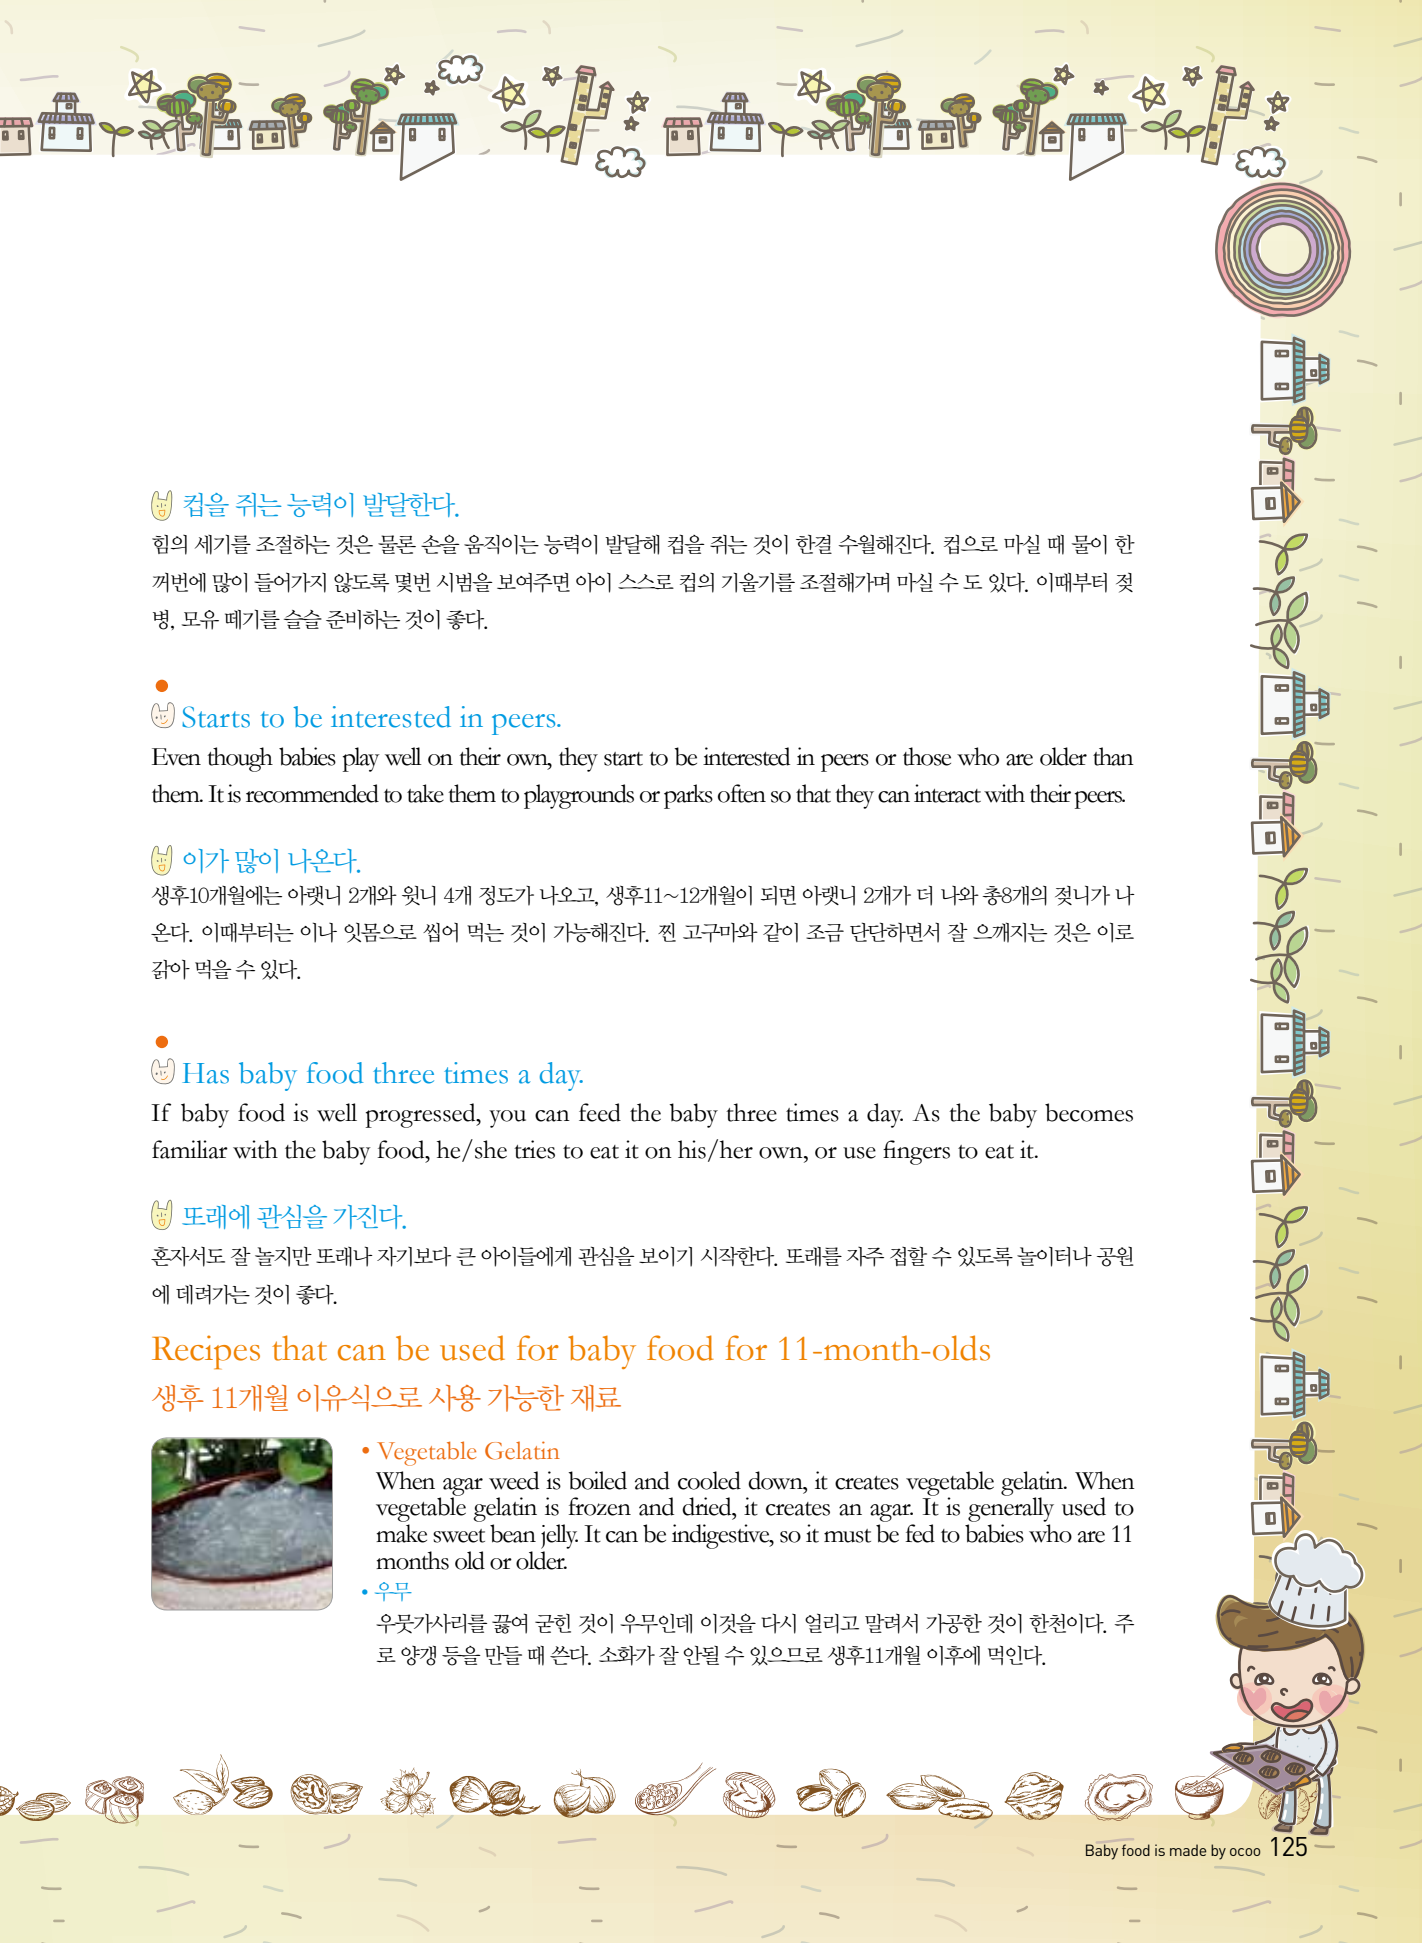 컵을 쥐는 능력이 발달한다.
힘의 세기를 조절하는 것은 물론 손을 움직이는 능력이 발달해 컵을 쥐는 것이 한결 수월해진다. 컵으로 마실 때 물이 한
꺼번에 많이 들어가지 않도록 몇번 시범을 보여주면 아이 스스로 컵의 기울기를 조절해가며 마실 수 도 있다. 이때부터 젖
병, 모유 떼기를 슬슬 준비하는 것이 좋다.
Starts to be interested in peers.
Even though babies play well on their own, they start to be interested in peers or those who are older than
them. It is recommended to take them to playgrounds or parks often so that they can interact with their peers.
이가 많이 나온다.
생후10개월에는 아랫니 2개와 윗니 4개 정도가 나오고, 생후11~12개월이 되면 아랫니 2개가 더 나와 총8개의 젖니가 나
온다. 이때부터는 이나 잇몸으로 씹어 먹는 것이 가능해진다. 찐 고구마와 같이 조금 단단하면서 잘 으깨지는 것은 이로
갉아 먹을 수 있다.
Has baby food three times a day.
If baby food is well progressed, you can feed the baby three times a day. As the baby becomes
familiar with the baby food, he/she tries to eat it on his/her own, or use fingers to eat it.
또래에 관심을 가진다.
혼자서도 잘 놀지만 또래나 자기보다 큰 아이들에게 관심을 보이기 시작한다. 또래를 자주 접할 수 있도록 놀이터나 공원
에 데려가는 것이 좋다.
Recipes that can be used for baby food for 11-month-olds
생후 11개월 이유식으로 사용 가능한 재료
• Vegetable Gelatin
When agar weed is boiled and cooled down, it creates vegetable gelatin. When
vegetable gelatin is frozen and dried, it creates an agar. It is generally used to
make sweet bean jelly. It can be indigestive, so it must be fed to babies who are 11
months old or older.
• 우무
우뭇가사리를 끓여 굳힌 것이 우무인데 이것을 다시 얼리고 말려서 가공한 것이 한천이다. 주
로 양갱 등을 만들 때 쓴다. 소화가 잘 안될 수 있으므로 생후11개월 이후에 먹인다.
Baby food is made by ocoo 125